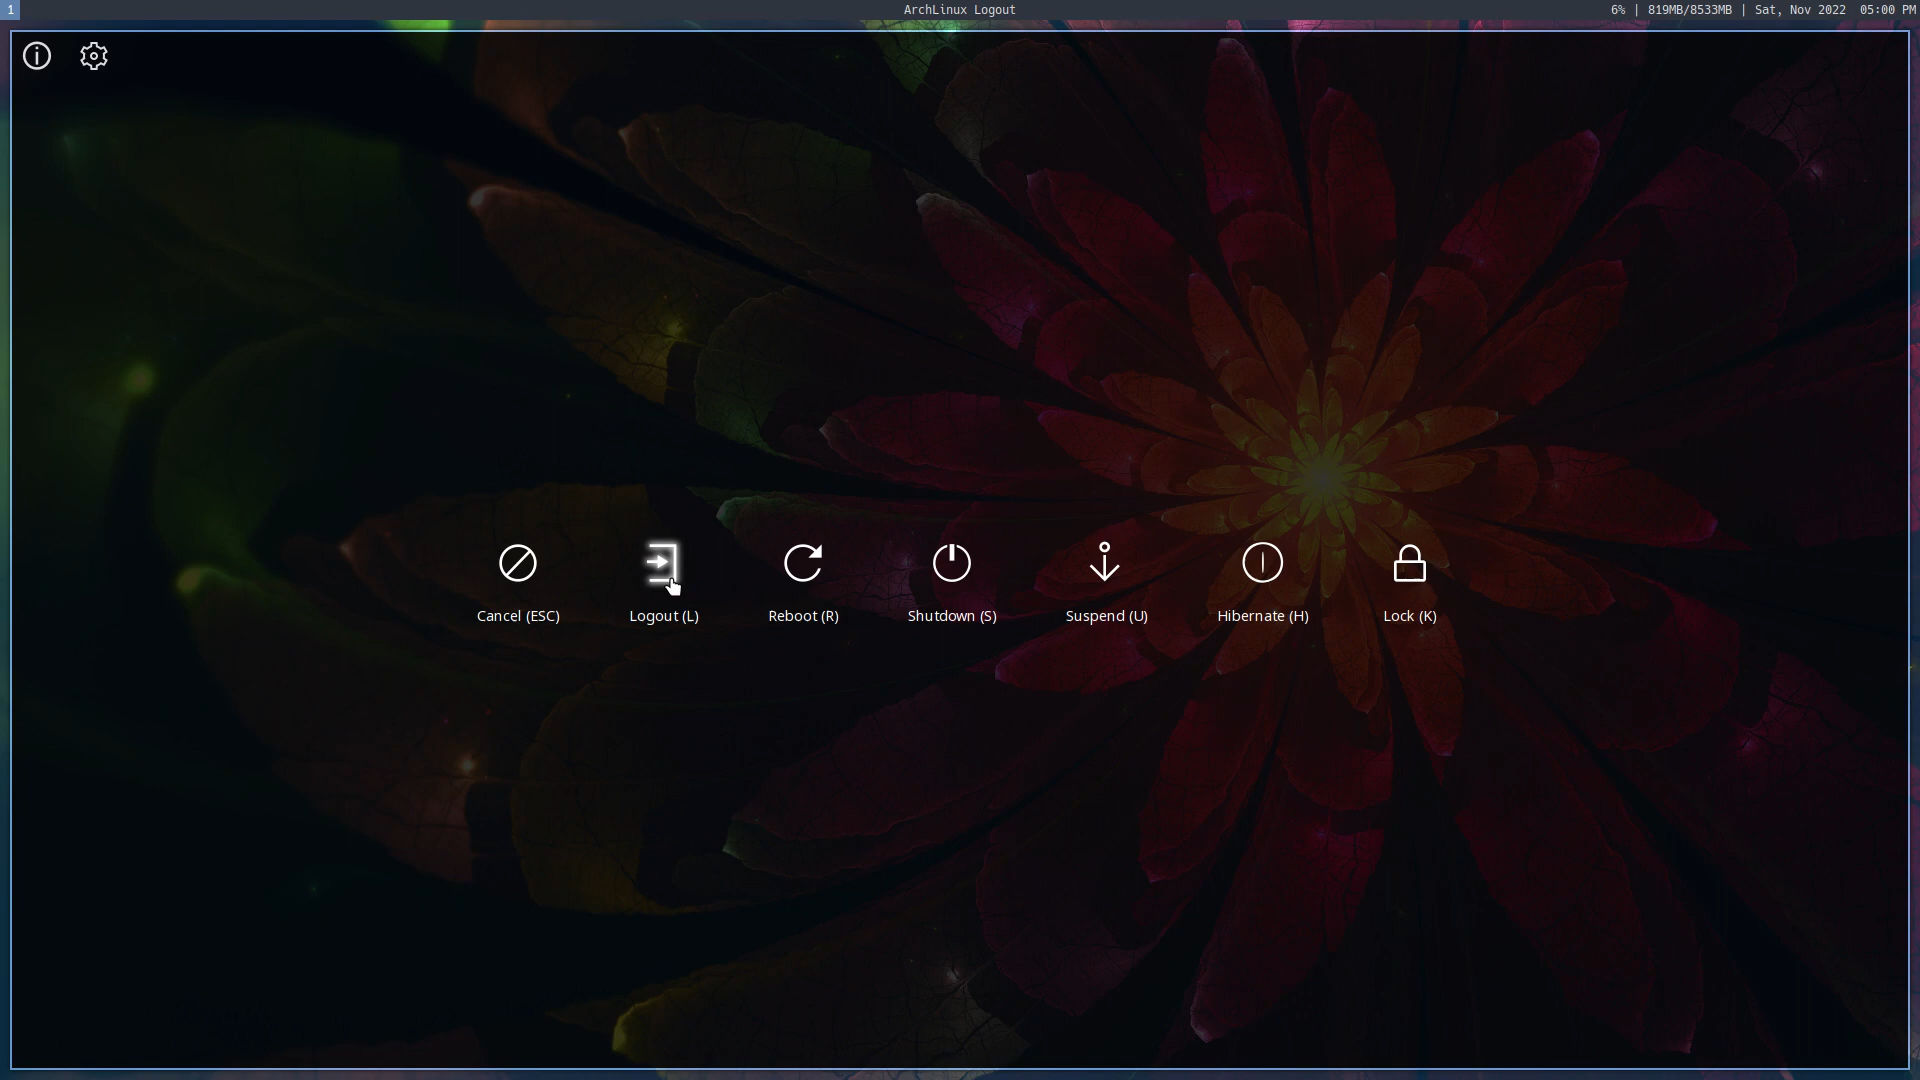 1 ArchLinux Logout 6% | 819MB/8533MB | Sat, Nov 2022 05:00 PM
Cancel (ESC) Logout (L) Reboot (R) Shutdown (S) Suspend (U) Hibernate (H) Lock (K)